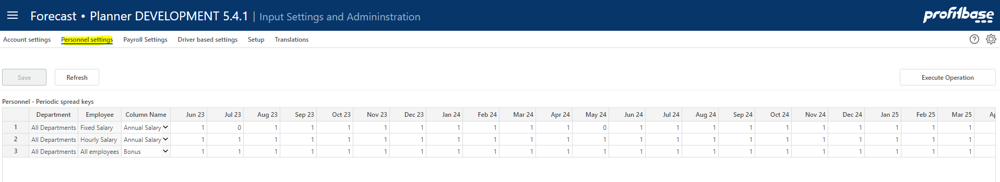 Forecast • Planner DEVELOPMENT 5.4.1 | Input Settings and Admininstration
profitbase
Account settings Personnel settings Payroll Settings Driver based settings Setup Translations ?
Save Refresh Execute Operation
Personnel - Periodic spread keys
Department Employee Column Name Jun 23 Jul 23 Aug 23 Sep 23 Oct 23 Nov 23 Dec 23 Jan 24 Feb 24 Mar 24 Apr 24 May 24 Jun 24 Jul 24 Aug 24 Sep 24 Oct 24 Nov 24 Dec 24 Jan 25 Feb 25 Mar 25 Ap
1 All Departments Fixed Salary Annual Salary 1 0 1 1 1 1 1 1 1 1 1 0 1 1 1 1 1 1 1 1 1 1
2 All Departments Hourly Salary Annual Salary 1 1 1 1 1 1 1 1 1 1 1 1 1 1 1 1 1 1 1 1 1 1
3 All Departments All employees Bonus 1 1 1 1 1 1 1 1 1 1 1 1 1 1 1 1 1 1 1 1 1 1